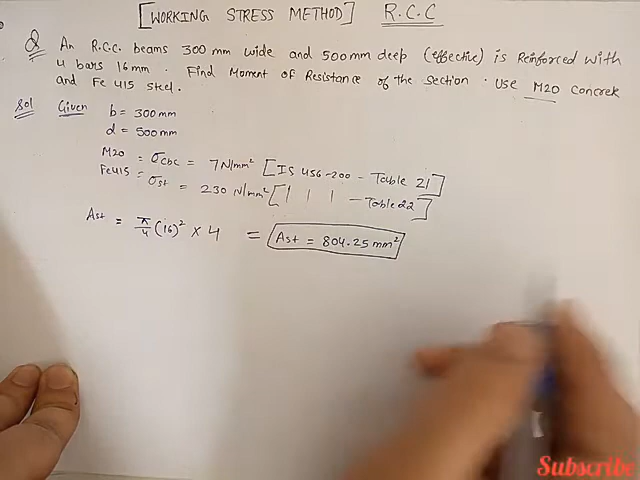 [WORKING STRESS METHOD] R.C.C
Q An R.C.C. beams 300 mm wide and 500 mm deep (effective) is Reinforced with
4 bars 16 mm. Find Moment of Resistance of the section. Use M20 Concrek
and Fe 415 steel.
Sol Given b = 300 mm
d = 500 mm
M20 = σcbc = 7 N/mm² [IS 456-200 - Table 21]
Fe415 = σst = 230 N/mm² [| | | - Table 22]
Ast = π/4 (16)² × 4 = Ast = 804.25 mm²
Subscribe